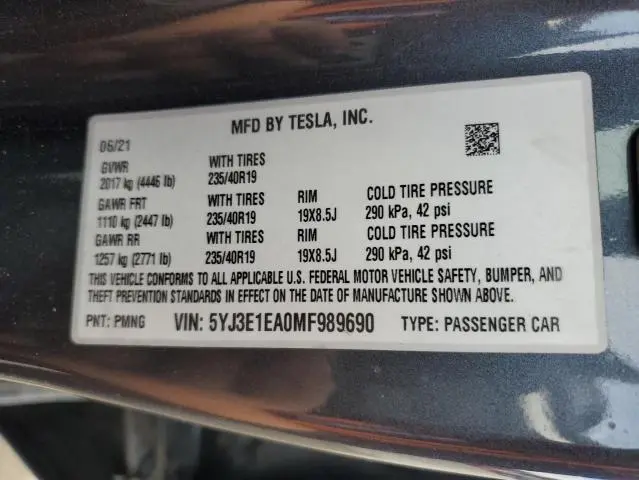 MFD BY TESLA, INC.
06/21
GVWR WITH TIRES
2017 kg (4446 lb) 235/40R19
GAWR FRT WITH TIRES RIM COLD TIRE PRESSURE
1110 kg (2447 lb) 235/40R19 19X8.5J 290 kPa, 42 psi
GAWR RR WITH TIRES RIM COLD TIRE PRESSURE
1257 kg (2771 lb) 235/40R19 19X8.5J 290 kPa, 42 psi
THIS VEHICLE CONFORMS TO ALL APPLICABLE U.S. FEDERAL MOTOR VEHICLE SAFETY, BUMPER, AND
THEFT PREVENTION STANDARDS IN EFFECT ON THE DATE OF MANUFACTURE SHOWN ABOVE.
PNT: PMNG VIN: 5YJ3E1EA0MF989690 TYPE: PASSENGER CAR